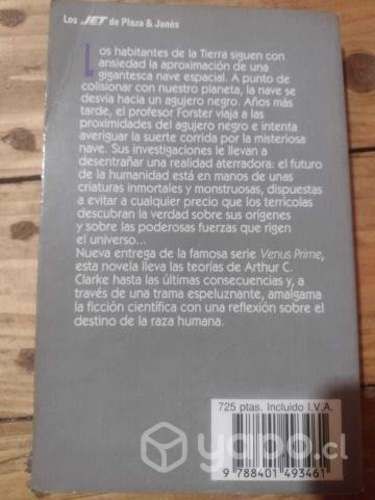 Los JET de Plaza & Janés
Los habitantes de la Tierra siguen con
ansiedad la aproximación de una
gigantesca nave espacial. A punto de
colisionar con nuestro planeta, la nave se
desvía hacia un agujero negro. Años más
tarde, el profesor Forster viaja a las
proximidades del agujero negro e intenta
averiguar la suerte corrida por la misteriosa
nave. Sus investigaciones le llevan a
desentrañar una realidad aterradora: el futuro
de la humanidad está en manos de unas
criaturas inmortales y monstruosas, dispuestas
a evitar a cualquier precio que los terrícolas
descubran la verdad sobre sus orígenes
y sobre las poderosas fuerzas que rigen
el universo...
Nueva entrega de la famosa serie Venus Prime,
esta novela lleva las teorías de Arthur C.
Clarke hasta las últimas consecuencias y, a
través de una trama espeluznante, amalgama
la ficción científica con una reflexión sobre el
destino de la raza humana.
725 ptas. Incluido I.V.A.
9 788401 493461
yapo.cl